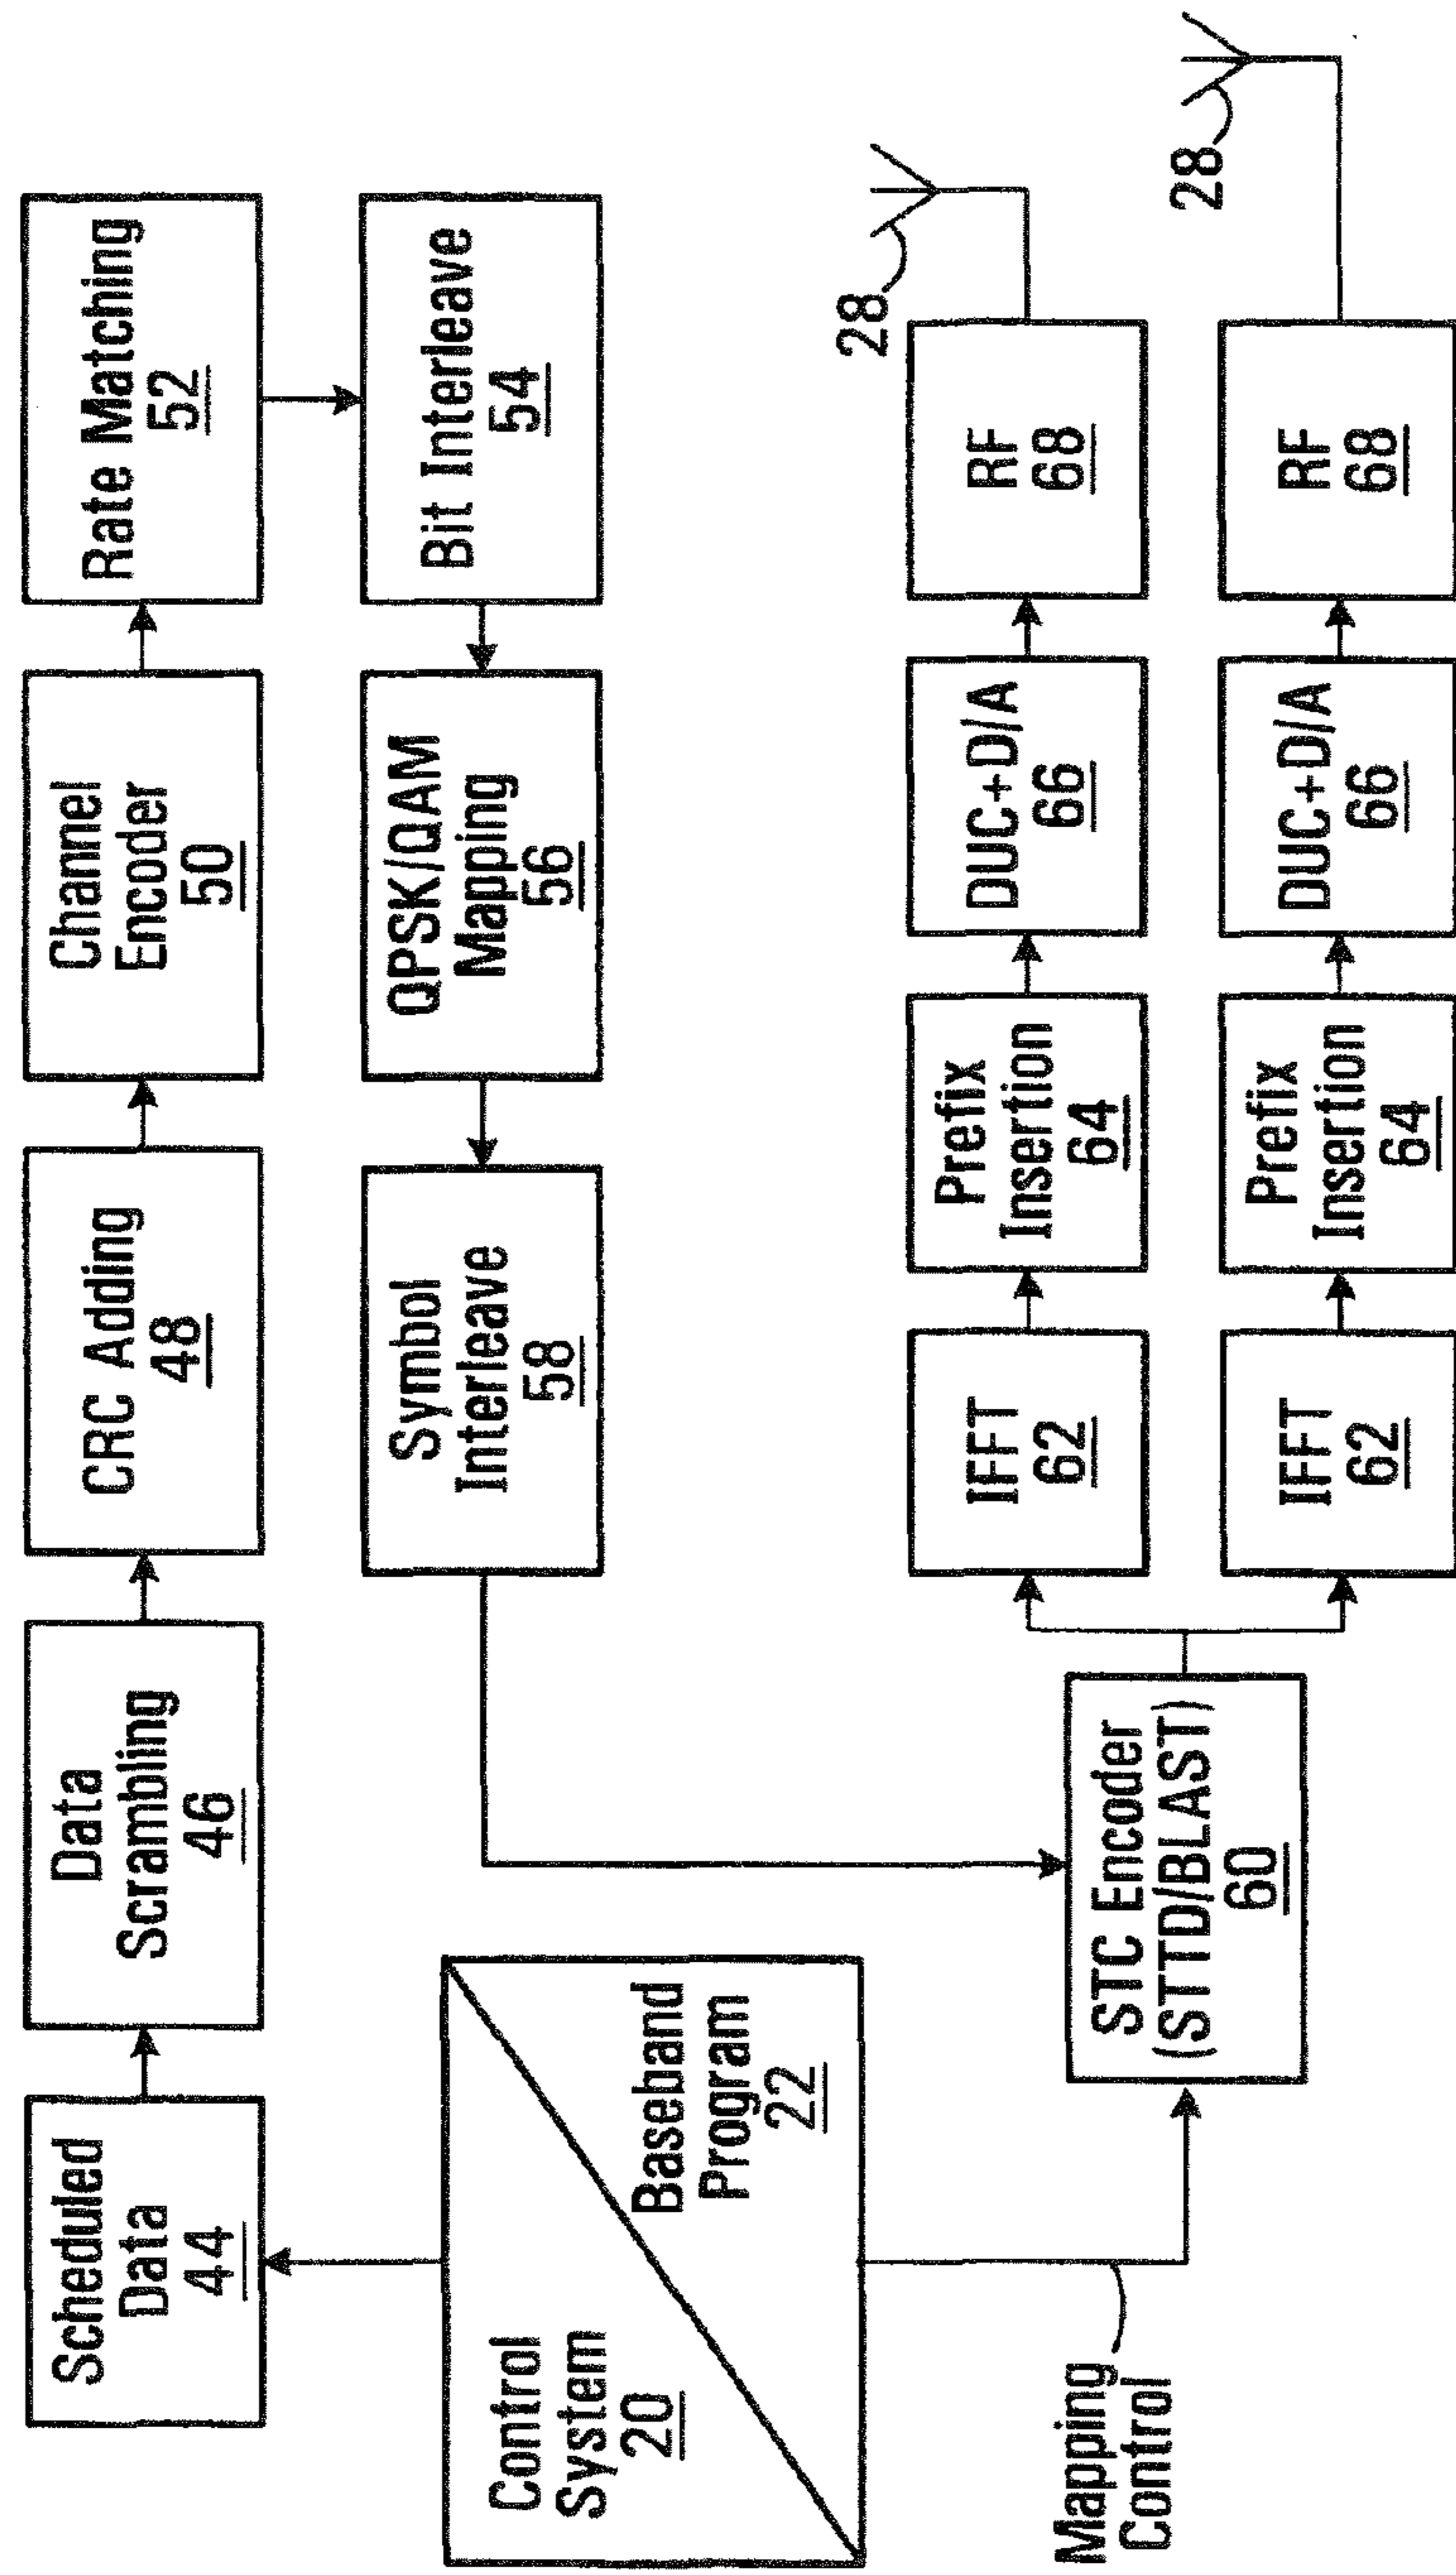 Scheduled
Data
44
Data
Scrambling
46
CRC Adding
48
Channel
Encoder
50
Rate Matching
52
Control
System
20
Baseband
Program
22
Symbol
Interleave
58
QPSK/QAM
Mapping
56
Bit Interleave
54
Mapping
Control
STC Encoder
(STTD/BLAST)
60
IFFT
62
Prefix
Insertion
64
DUC+D/A
66
RF
68
28
IFFT
62
Prefix
Insertion
64
DUC+D/A
66
RF
68
28